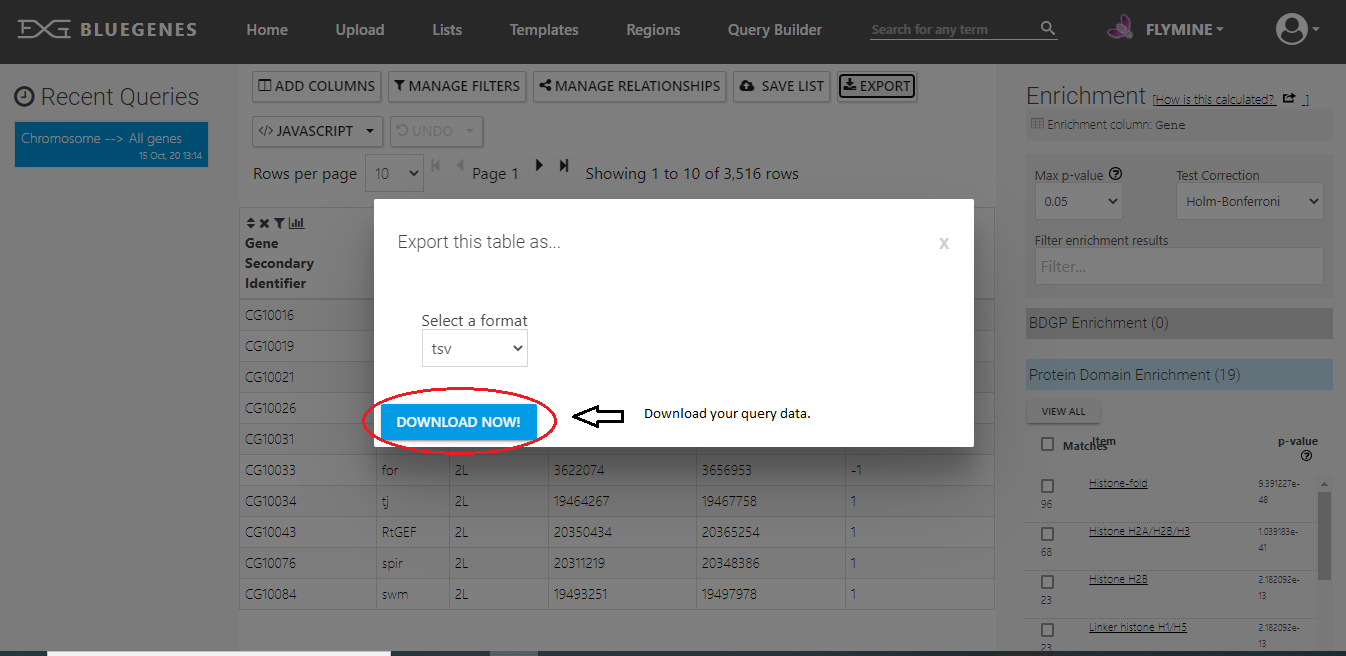 BLUEGENES
Home
Upload
Lists
Templates
Regions
Query Builder
Search for any term
FLYMINE
Recent Queries
Chromosome --> All genes
15 Oct, 20 13:14
ADD COLUMNS
MANAGE FILTERS
MANAGE RELATIONSHIPS
SAVE LIST
EXPORT
</> JAVASCRIPT
UNDO
Rows per page
10
Page 1
Showing 1 to 10 of 3,516 rows
Gene
Secondary
Identifier
CG10016
CG10019
CG10021
CG10026
CG10031
CG10033 for 2L 3622074 3656953 -1
CG10034 tj 2L 19464267 19467758 1
CG10043 RtGEF 2L 20350434 20365254 1
CG10076 spir 2L 20311219 20348386 1
CG10084 swm 2L 19493251 19497978 1
Export this table as...
x
Select a format
tsv
DOWNLOAD NOW!
Download your query data.
Enrichment [How is this calculated? ]
Enrichment column: Gene
Max p-value
Test Correction
0.05
Holm-Bonferroni
Filter enrichment results
Filter...
BDGP Enrichment (0)
Protein Domain Enrichment (19)
VIEW ALL
Matches
Item
p-value
96
Histone-fold
9.391227e-
48
68
Histone H2A/H2B/H3
1.039183e-
41
23
Histone H2B
2.182092e-
13
23
Linker histone H1/H5
2.182092e-
13